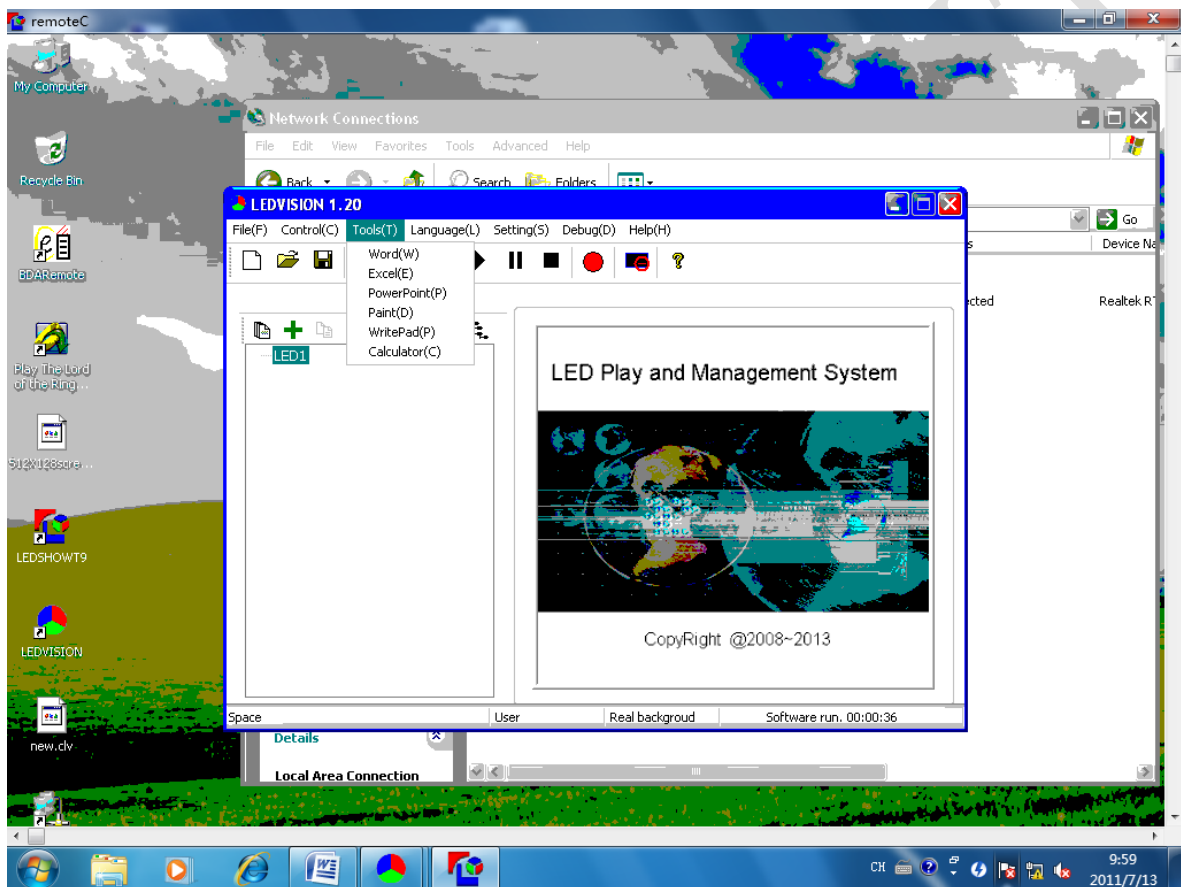 remoteC
My Computer
Recycle Bin
BDARemote
Play The Lord
of the Ring...
512X128scre...
LEDSHOWT9
LEDVISION
new.clv
Network Connections
File Edit View Favorites Tools Advanced Help
Back Search Folders
Go
s Device Na
ected Realtek R
LEDVISION 1.20
File(F) Control(C) Tools(T) Language(L) Setting(S) Debug(D) Help(H)
Word(W)
Excel(E)
PowerPoint(P)
Paint(D)
WritePad(P)
Calculator(C)
LED1
LED Play and Management System
INTERNET
CopyRight @2008~2013
Space User Real backgroud Software run. 00:00:36
Details
Local Area Connection
CH
9:59
2011/7/13